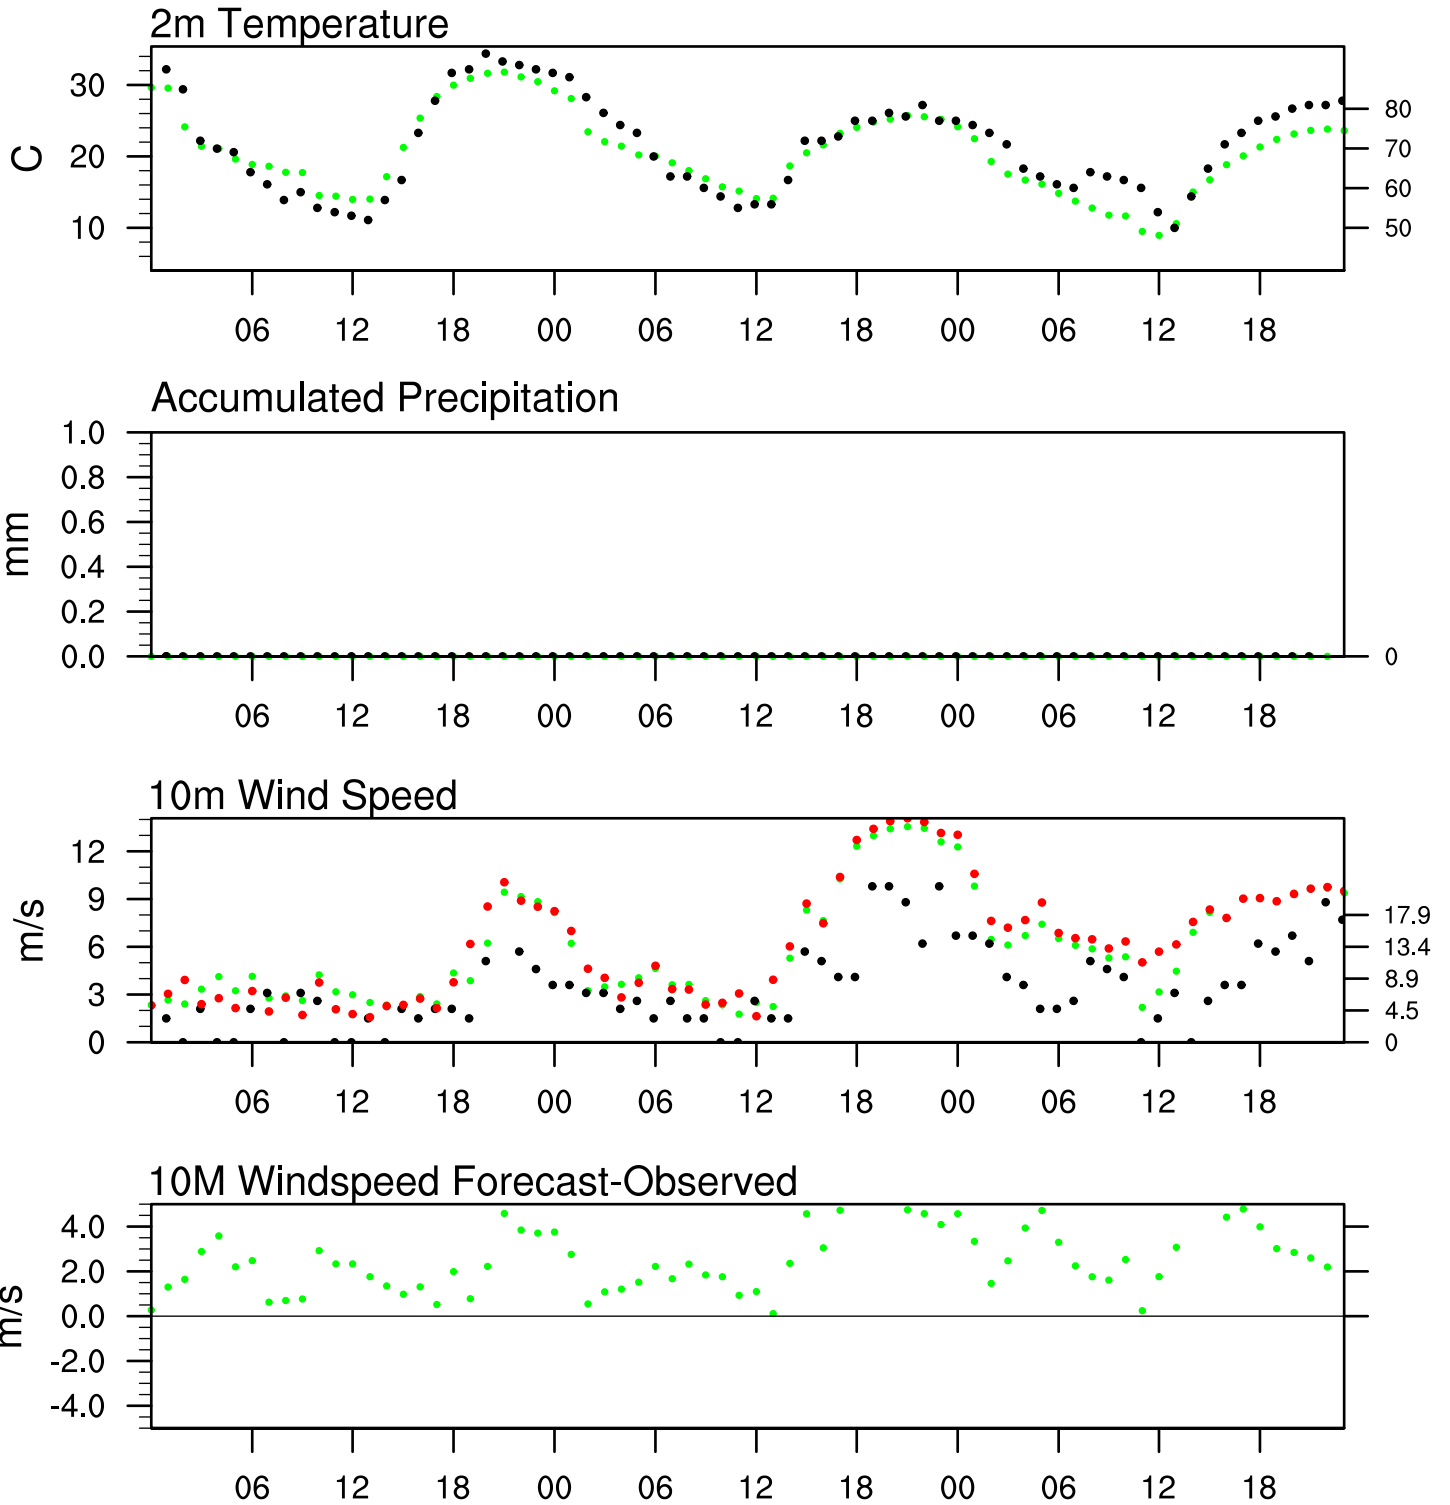 2m Temperature
C
30
20
10
80
70
60
50
06 12 18 00 06 12 18 00 06 12 18
Accumulated Precipitation
mm
1.0
0.8
0.6
0.4
0.2
0.0
0
06 12 18 00 06 12 18 00 06 12 18
10m Wind Speed
m/s
12
9
6
3
0
17.9
13.4
8.9
4.5
0
06 12 18 00 06 12 18 00 06 12 18
10M Windspeed Forecast-Observed
m/s
4.0
2.0
0.0
-2.0
-4.0
06 12 18 00 06 12 18 00 06 12 18